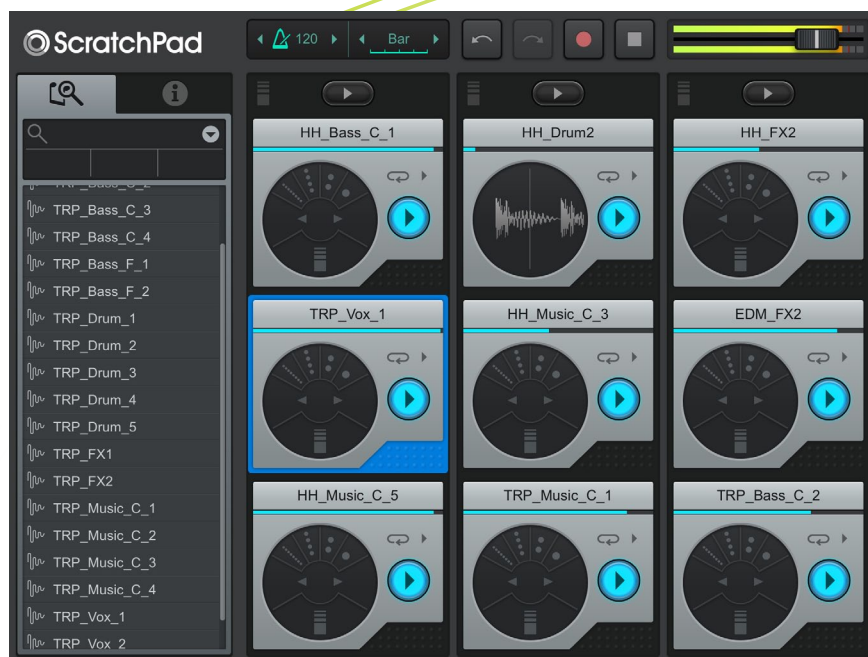 ScratchPad
120
Bar
HH_Bass_C_1
HH_Drum2
HH_FX2
TRP_Bass_C_2
TRP_Bass_C_3
TRP_Bass_C_4
TRP_Bass_F_1
TRP_Bass_F_2
TRP_Drum_1
TRP_Drum_2
TRP_Drum_3
TRP_Drum_4
TRP_Drum_5
TRP_FX1
TRP_FX2
TRP_Music_C_1
TRP_Music_C_2
TRP_Music_C_3
TRP_Music_C_4
TRP_Vox_1
TRP_Vox_2
TRP_Vox_1
HH_Music_C_3
EDM_FX2
HH_Music_C_5
TRP_Music_C_1
TRP_Bass_C_2